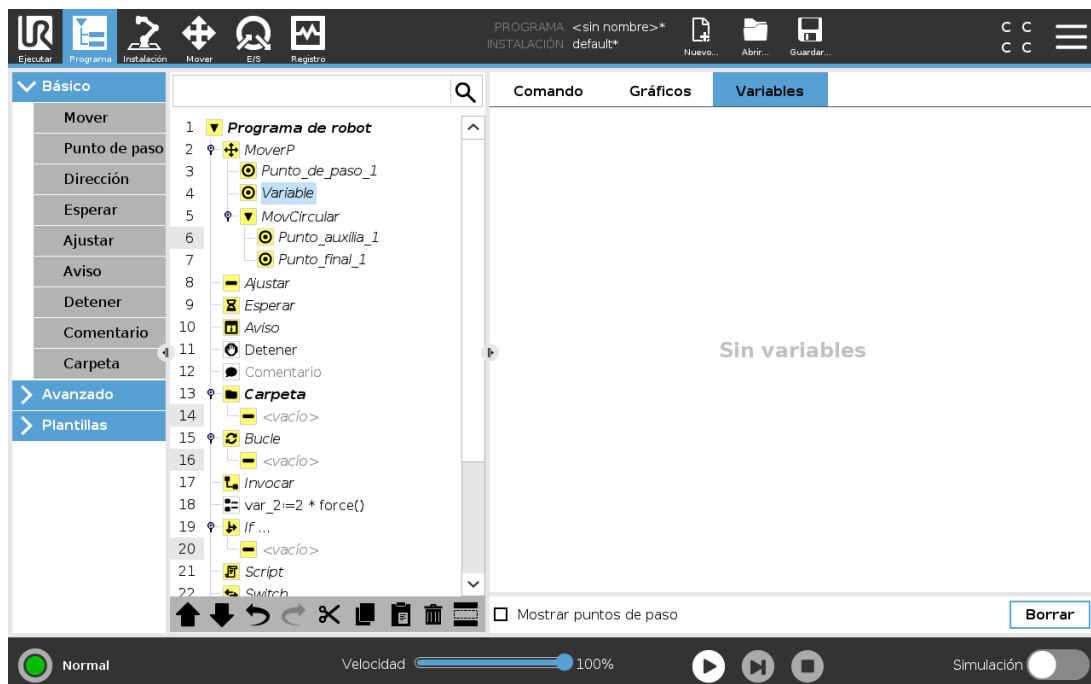 PROGRAMA <sin nombre>*
INSTALACIÓN default*
Ejecutar Programa Instalación Mover E/S Registro
Nuevo... Abrir... Guardar...
C C
C C
Básico
Mover
Punto de paso
Dirección
Esperar
Ajustar
Aviso
Detener
Comentario
Carpeta
Avanzado
Plantillas
1 Programa de robot
2 MoverP
3 Punto_de_paso_1
4 Variable
5 MovCircular
6 Punto_auxilia_1
7 Punto_final_1
8 Ajustar
9 Esperar
10 Aviso
11 Detener
12 Comentario
13 Carpeta
14 <vacío>
15 Bucle
16 <vacío>
17 Invocar
18 var_2:=2 * force()
19 If ...
20 <vacío>
21 Script
22 Switch
Comando Gráficos Variables
Sin variables
Mostrar puntos de paso
Borrar
Normal
Velocidad 100%
Simulación